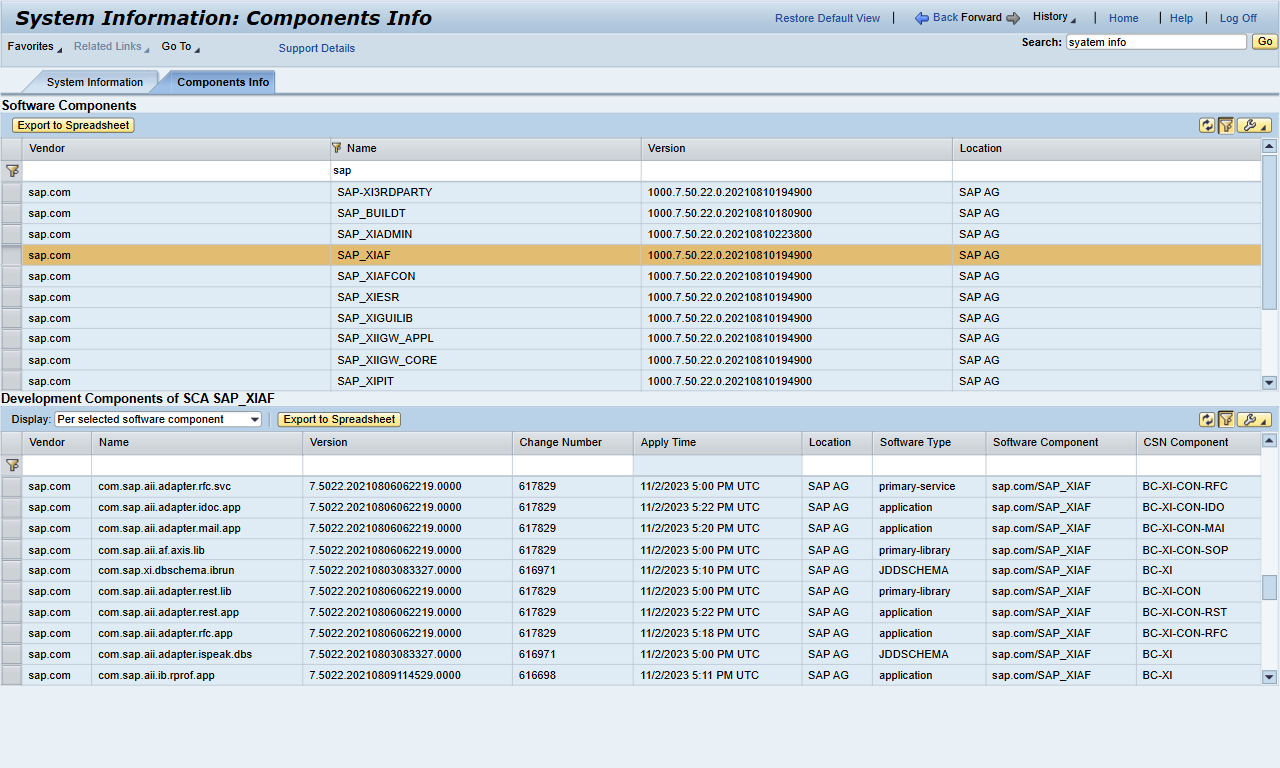 System Information: Components Info
Restore Default View | Back Forward History | Home | Help | Log Off
Favorites Related Links Go To Support Details Search: syatem info Go
System Information Components Info
Software Components
Export to Spreadsheet
Vendor Name Version Location
sap
sap.com SAP-XI3RDPARTY 1000.7.50.22.0.20210810194900 SAP AG
sap.com SAP_BUILDT 1000.7.50.22.0.20210810180900 SAP AG
sap.com SAP_XIADMIN 1000.7.50.22.0.20210810223800 SAP AG
sap.com SAP_XIAF 1000.7.50.22.0.20210810194900 SAP AG
sap.com SAP_XIAFCON 1000.7.50.22.0.20210810194900 SAP AG
sap.com SAP_XIESR 1000.7.50.22.0.20210810194900 SAP AG
sap.com SAP_XIGUILIB 1000.7.50.22.0.20210810194900 SAP AG
sap.com SAP_XIIGW_APPL 1000.7.50.22.0.20210810194900 SAP AG
sap.com SAP_XIIGW_CORE 1000.7.50.22.0.20210810194900 SAP AG
sap.com SAP_XIPIT 1000.7.50.22.0.20210810194900 SAP AG
Development Components of SCA SAP_XIAF
Display: Per selected software component Export to Spreadsheet
Vendor Name Version Change Number Apply Time Location Software Type Software Component CSN Component
sap.com com.sap.aii.adapter.rfc.svc 7.5022.20210806062219.0000 617829 11/2/2023 5:00 PM UTC SAP AG primary-service sap.com/SAP_XIAF BC-XI-CON-RFC
sap.com com.sap.aii.adapter.idoc.app 7.5022.20210806062219.0000 617829 11/2/2023 5:22 PM UTC SAP AG application sap.com/SAP_XIAF BC-XI-CON-IDO
sap.com com.sap.aii.adapter.mail.app 7.5022.20210806062219.0000 617829 11/2/2023 5:20 PM UTC SAP AG application sap.com/SAP_XIAF BC-XI-CON-MAI
sap.com com.sap.aii.af.axis.lib 7.5022.20210806062219.0000 617829 11/2/2023 5:00 PM UTC SAP AG primary-library sap.com/SAP_XIAF BC-XI-CON-SOP
sap.com com.sap.xi.dbschema.ibrun 7.5022.20210803083327.0000 616971 11/2/2023 5:10 PM UTC SAP AG JDDSCHEMA sap.com/SAP_XIAF BC-XI
sap.com com.sap.aii.adapter.rest.lib 7.5022.20210806062219.0000 617829 11/2/2023 5:00 PM UTC SAP AG primary-library sap.com/SAP_XIAF BC-XI-CON
sap.com com.sap.aii.adapter.rest.app 7.5022.20210806062219.0000 617829 11/2/2023 5:22 PM UTC SAP AG application sap.com/SAP_XIAF BC-XI-CON-RST
sap.com com.sap.aii.adapter.rfc.app 7.5022.20210806062219.0000 617829 11/2/2023 5:18 PM UTC SAP AG application sap.com/SAP_XIAF BC-XI-CON-RFC
sap.com com.sap.aii.adapter.ispeak.dbs 7.5022.20210803083327.0000 616971 11/2/2023 5:00 PM UTC SAP AG JDDSCHEMA sap.com/SAP_XIAF BC-XI
sap.com com.sap.aii.ib.rprof.app 7.5022.20210809114529.0000 616698 11/2/2023 5:11 PM UTC SAP AG application sap.com/SAP_XIAF BC-XI